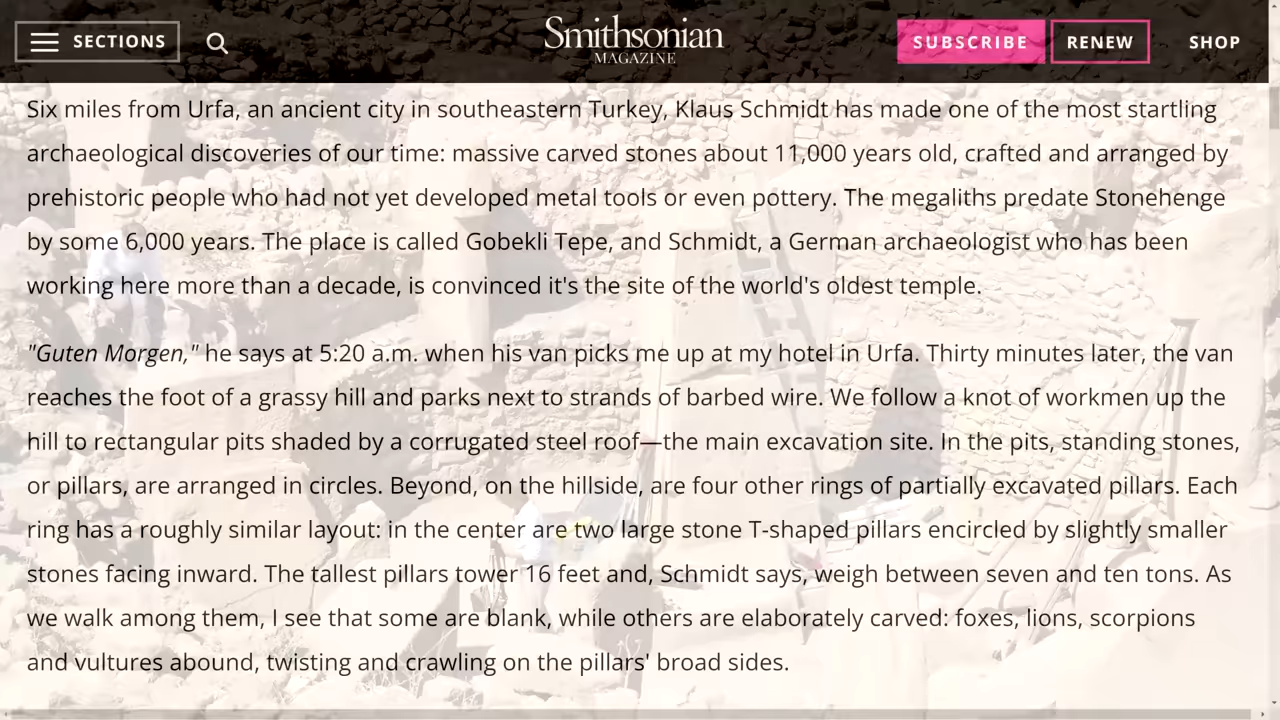 SECTIONS
Smithsonian
MAGAZINE
SUBSCRIBE
RENEW
SHOP
Six miles from Urfa, an ancient city in southeastern Turkey, Klaus Schmidt has made one of the most startling
archaeological discoveries of our time: massive carved stones about 11,000 years old, crafted and arranged by
prehistoric people who had not yet developed metal tools or even pottery. The megaliths predate Stonehenge
by some 6,000 years. The place is called Gobekli Tepe, and Schmidt, a German archaeologist who has been
working here more than a decade, is convinced it's the site of the world's oldest temple.
"Guten Morgen," he says at 5:20 a.m. when his van picks me up at my hotel in Urfa. Thirty minutes later, the van
reaches the foot of a grassy hill and parks next to strands of barbed wire. We follow a knot of workmen up the
hill to rectangular pits shaded by a corrugated steel roof—the main excavation site. In the pits, standing stones,
or pillars, are arranged in circles. Beyond, on the hillside, are four other rings of partially excavated pillars. Each
ring has a roughly similar layout: in the center are two large stone T-shaped pillars encircled by slightly smaller
stones facing inward. The tallest pillars tower 16 feet and, Schmidt says, weigh between seven and ten tons. As
we walk among them, I see that some are blank, while others are elaborately carved: foxes, lions, scorpions
and vultures abound, twisting and crawling on the pillars' broad sides.